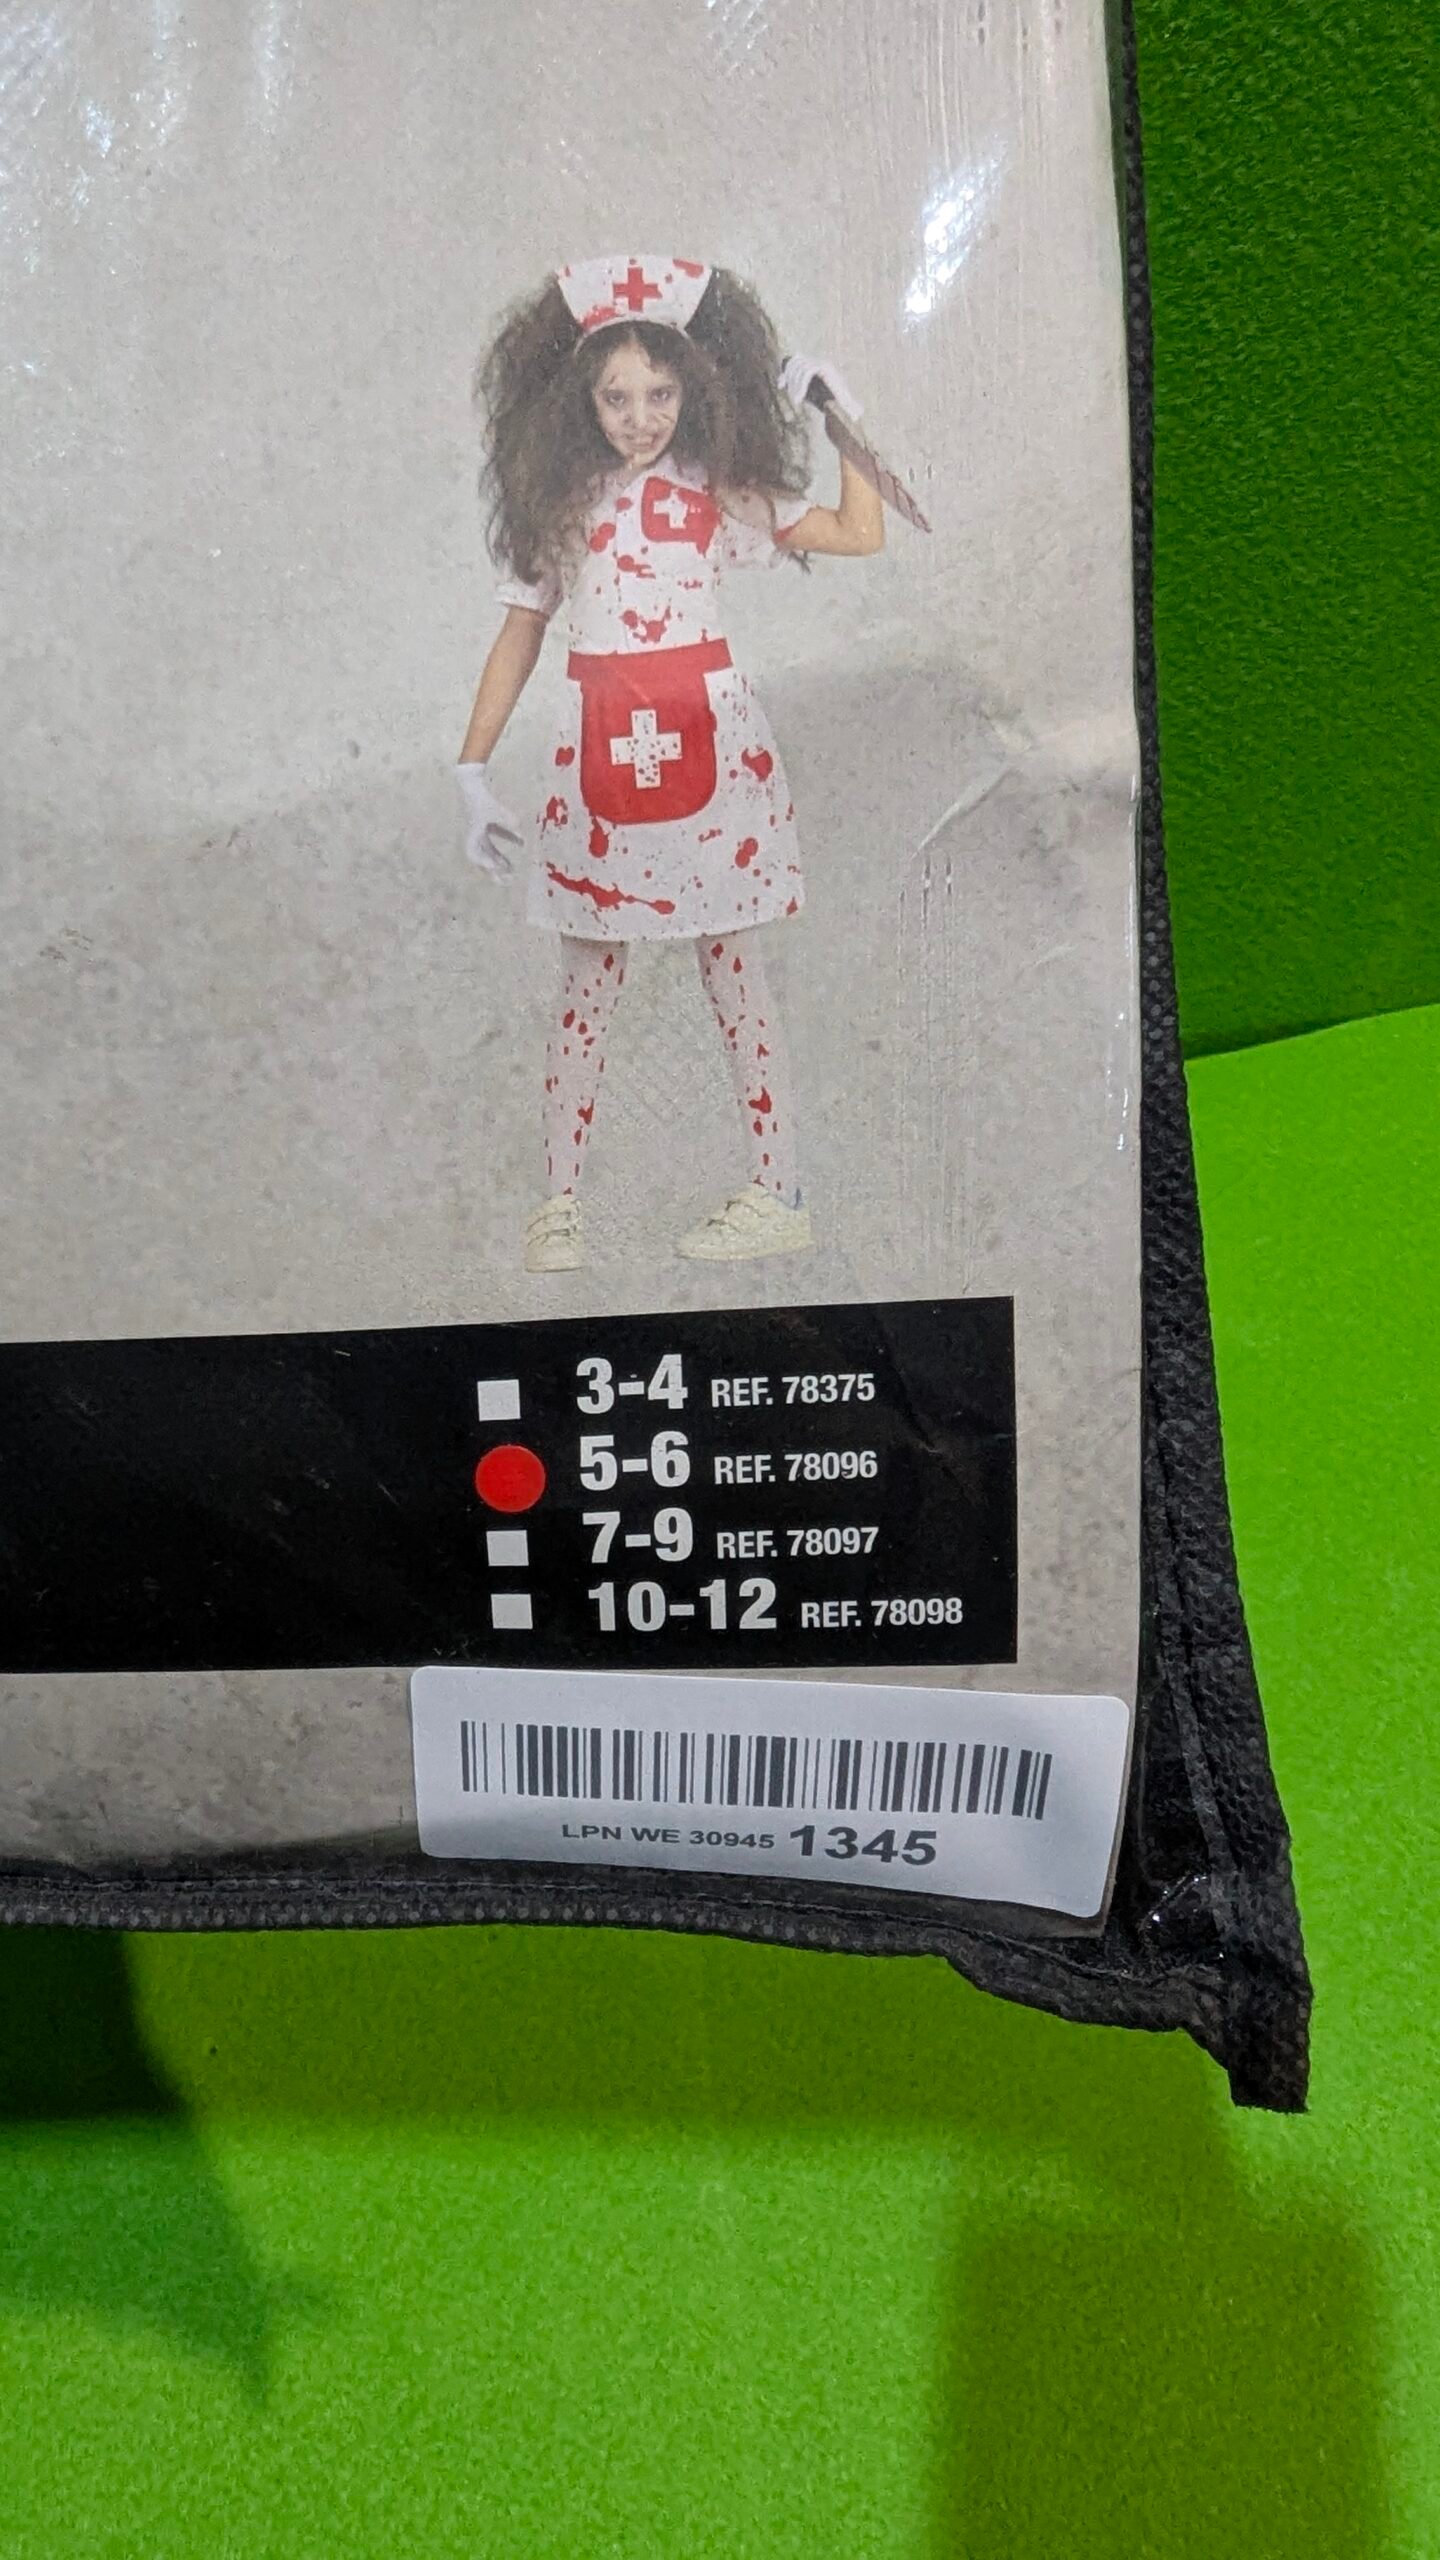 3-4 REF. 78375
5-6 REF. 78096
7-9 REF. 78097
10-12 REF. 78098
LPN WE 30945 1345